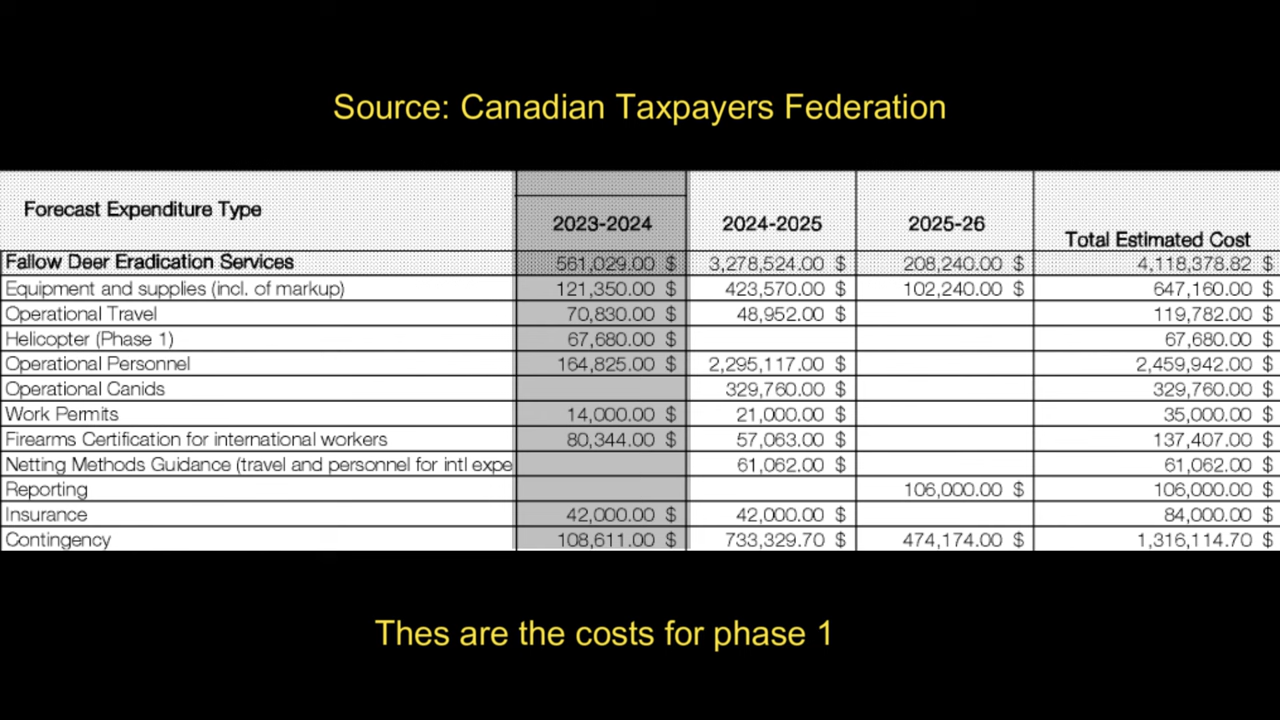 Source: Canadian Taxpayers Federation
Forecast Expenditure Type 2023-2024 2024-2025 2025-26 Total Estimated Cost
Fallow Deer Eradication Services 561,029.00 $ 3,278,524.00 $ 208,240.00 $ 4,118,378.82 $
Equipment and supplies (incl. of markup) 121,350.00 $ 423,570.00 $ 102,240.00 $ 647,160.00 $
Operational Travel 70,830.00 $ 48,952.00 $ 119,782.00 $
Helicopter (Phase 1) 67,680.00 $ 67,680.00 $
Operational Personnel 164,825.00 $ 2,295,117.00 $ 2,459,942.00 $
Operational Canids 329,760.00 $ 329,760.00 $
Work Permits 14,000.00 $ 21,000.00 $ 35,000.00 $
Firearms Certification for international workers 80,344.00 $ 57,063.00 $ 137,407.00 $
Netting Methods Guidance (travel and personnel for intl expe 61,062.00 $ 61,062.00 $
Reporting 106,000.00 $ 106,000.00 $
Insurance 42,000.00 $ 42,000.00 $ 84,000.00 $
Contingency 108,611.00 $ 733,329.70 $ 474,174.00 $ 1,316,114.70 $
Thes are the costs for phase 1